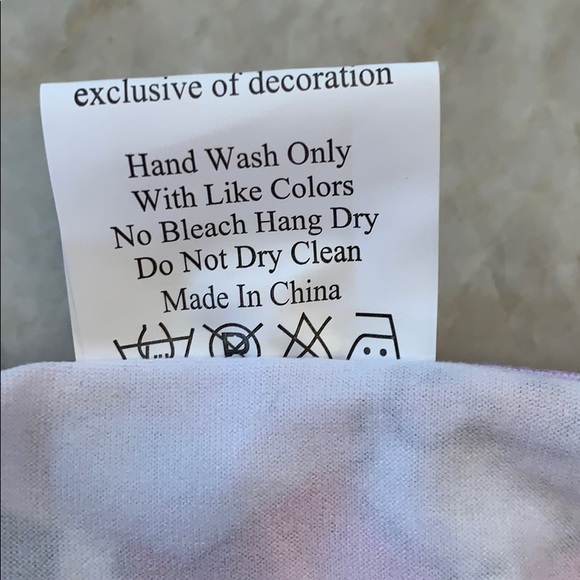 exclusive of decoration
Hand Wash Only
With Like Colors
No Bleach Hang Dry
Do Not Dry Clean
Made In China